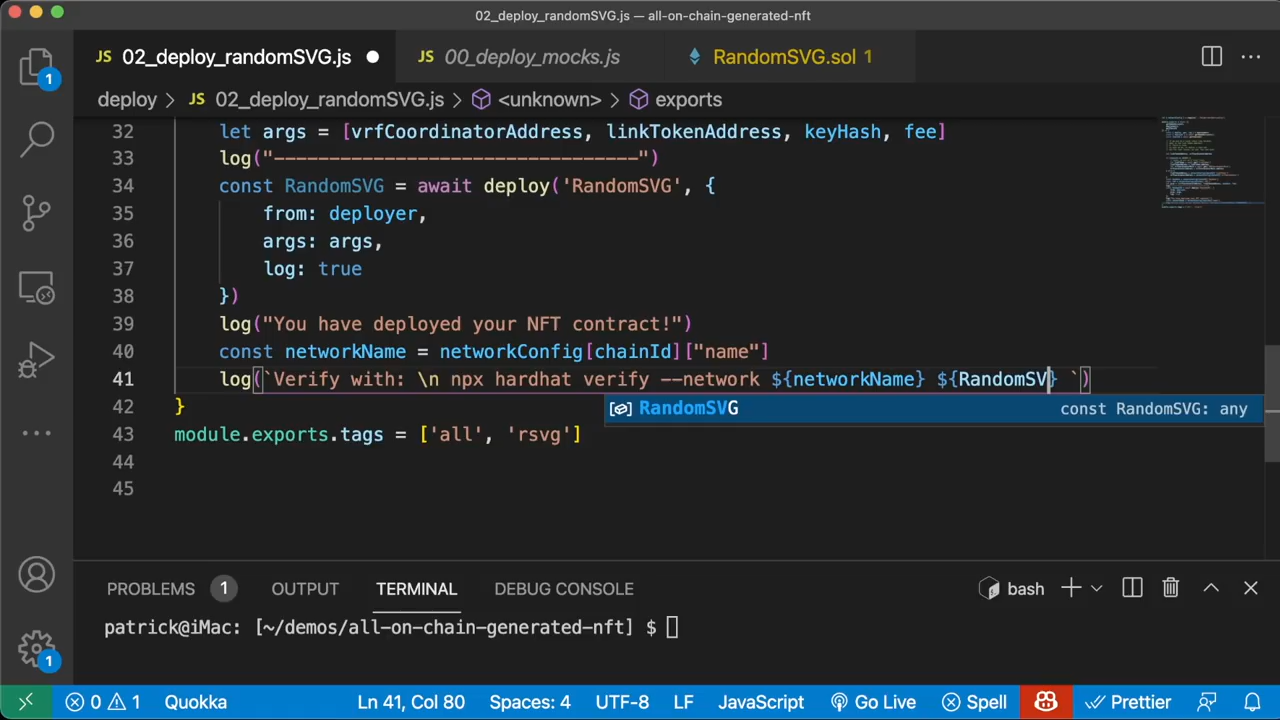 02_deploy_randomSVG.js — all-on-chain-generated-nft
JS 02_deploy_randomSVG.js JS 00_deploy_mocks.js RandomSVG.sol 1
1
deploy > JS 02_deploy_randomSVG.js > <unknown> > exports
32 let args = [vrfCoordinatorAddress, linkTokenAddress, keyHash, fee]
33 log("---------------------------------")
34 const RandomSVG = await deploy('RandomSVG', {
35 from: deployer,
36 args: args,
37 log: true
38 })
39 log("You have deployed your NFT contract!")
40 const networkName = networkConfig[chainId]["name"]
41 log(`Verify with: \n npx hardhat verify --network ${networkName} ${RandomSV} `)
RandomSVG const RandomSVG: any
42 }
43 module.exports.tags = ['all', 'rsvg']
44
45
PROBLEMS 1 OUTPUT TERMINAL DEBUG CONSOLE bash
patrick@iMac: [~/demos/all-on-chain-generated-nft] $
1
0 1 Quokka Ln 41, Col 80 Spaces: 4 UTF-8 LF JavaScript Go Live Spell Prettier